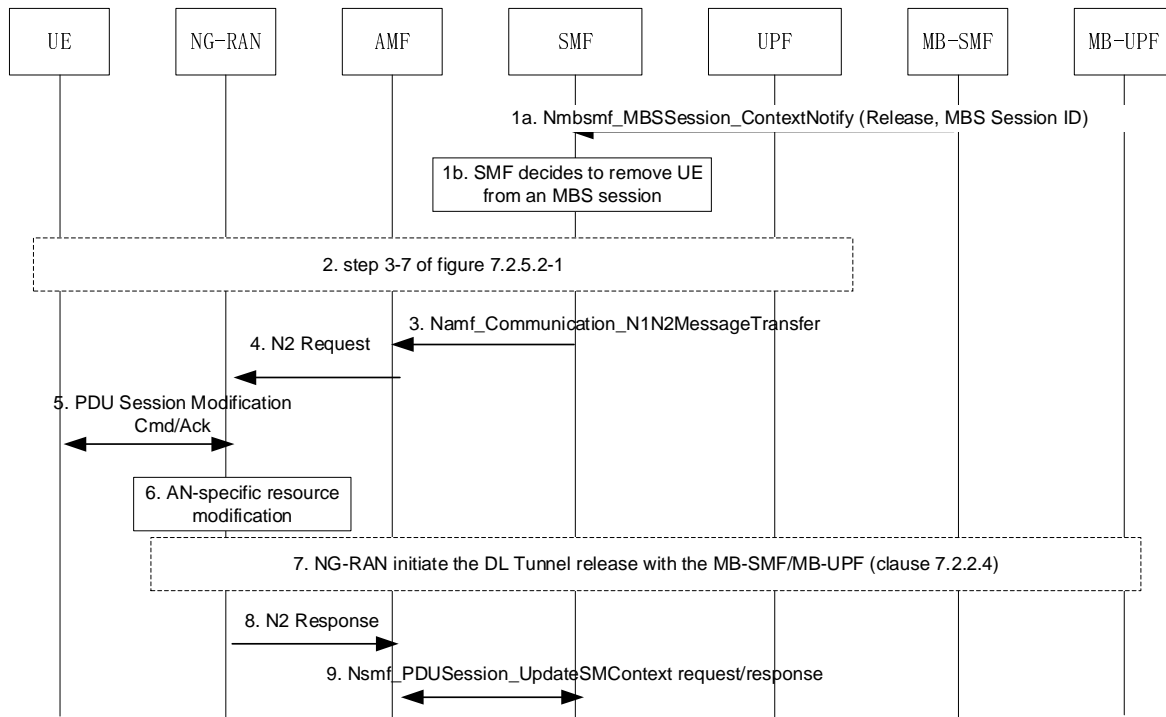 UE NG-RAN AMF SMF UPF MB-SMF MB-UPF
1a. Nmbsmf_MBSSession_ContextNotify (Release, MBS Session ID)
1b. SMF decides to remove UE
from an MBS session
2. step 3-7 of figure 7.2.5.2-1
3. Namf_Communication_N1N2MessageTransfer
4. N2 Request
5. PDU Session Modification
Cmd/Ack
6. AN-specific resource
modification
7. NG-RAN initiate the DL Tunnel release with the MB-SMF/MB-UPF (clause 7.2.2.4)
8. N2 Response
9. Nsmf_PDUSession_UpdateSMContext request/response